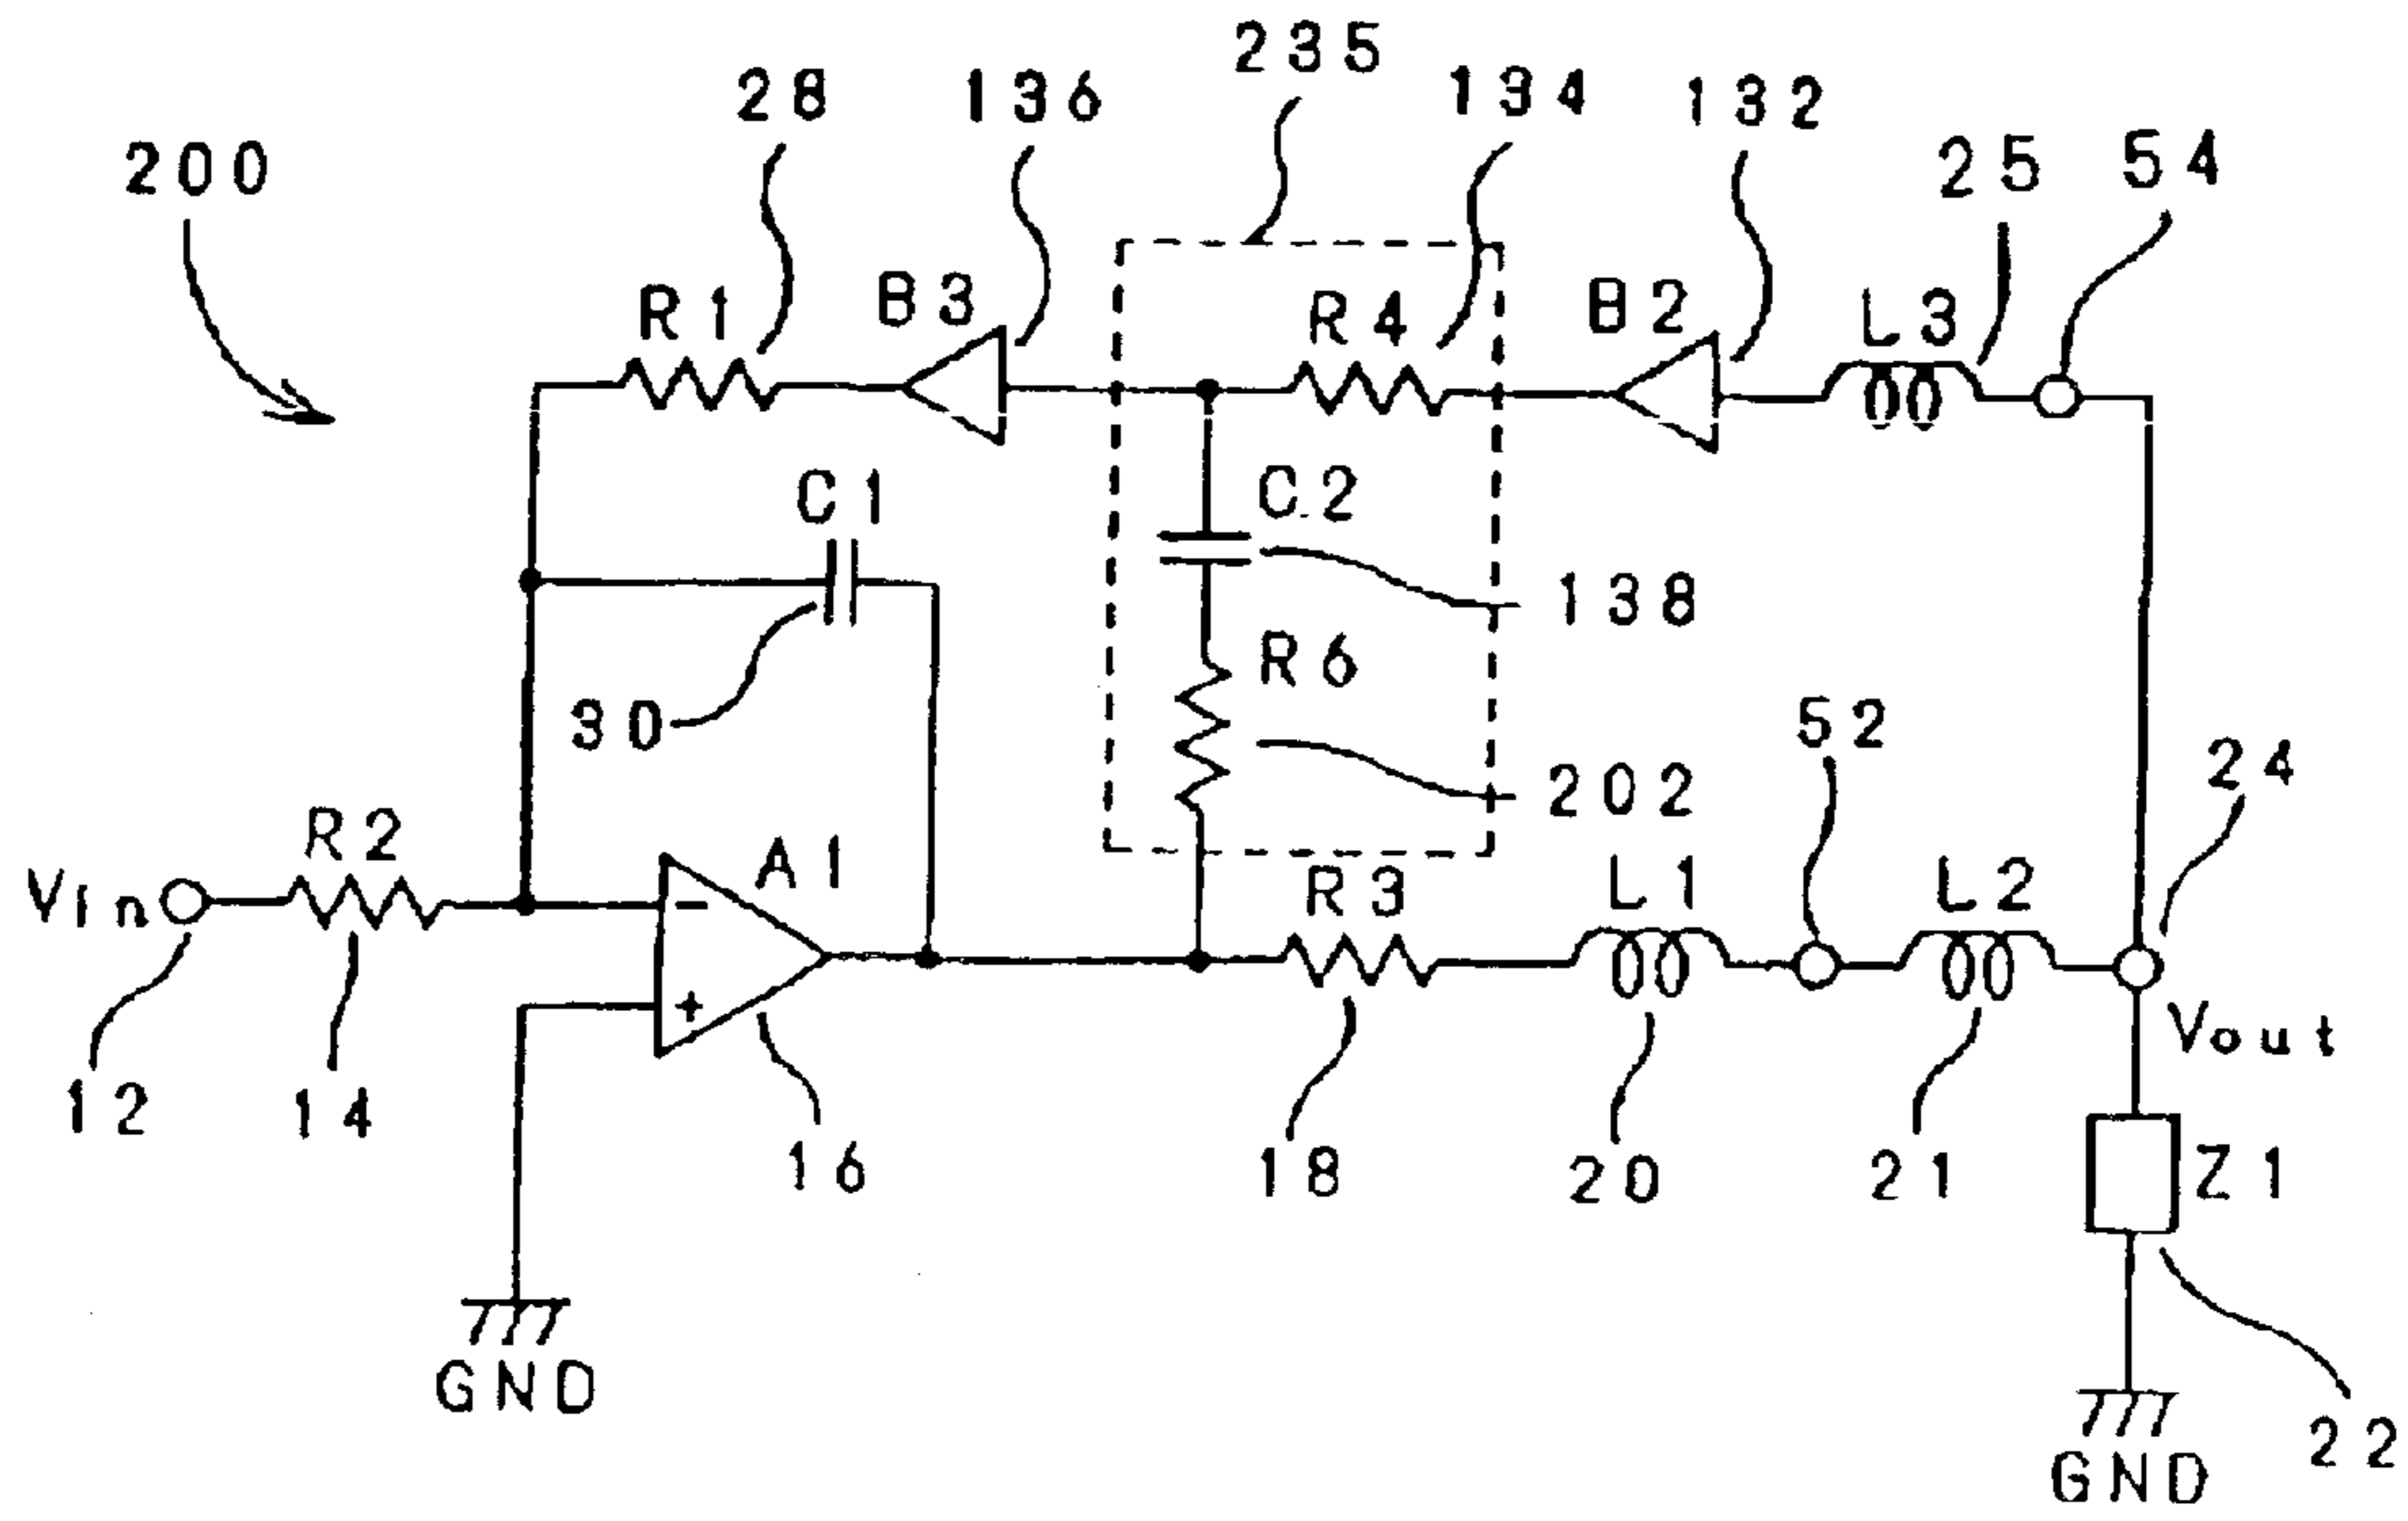 235
28
136
134
132
200
25
54
R1
B3
R4
B2
L3
C1
C2
138
R6
30
52
202
24
R2
A1
R3
L1
L2
Vin
−
+
Vout
12
14
16
18
20
21
Z1
GND
22
GND